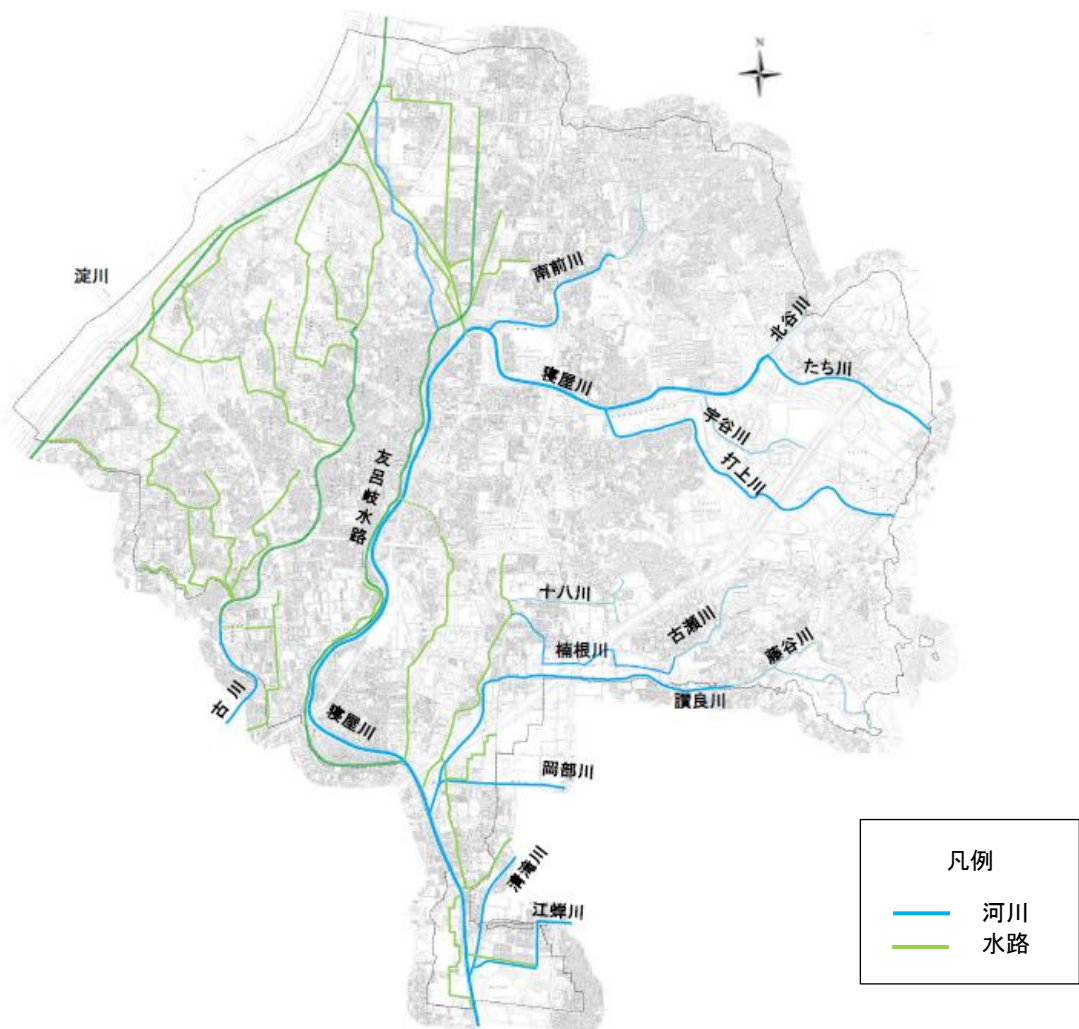 N
淀川
南前川
北谷川
たち川
寝屋川
宇谷川
打上川
友呂岐水路
十八川
古瀬川
楠根川
藤谷川
讃良川
古川
寝屋川
岡部川
清滝川
江蝉川
凡例
河川
水路